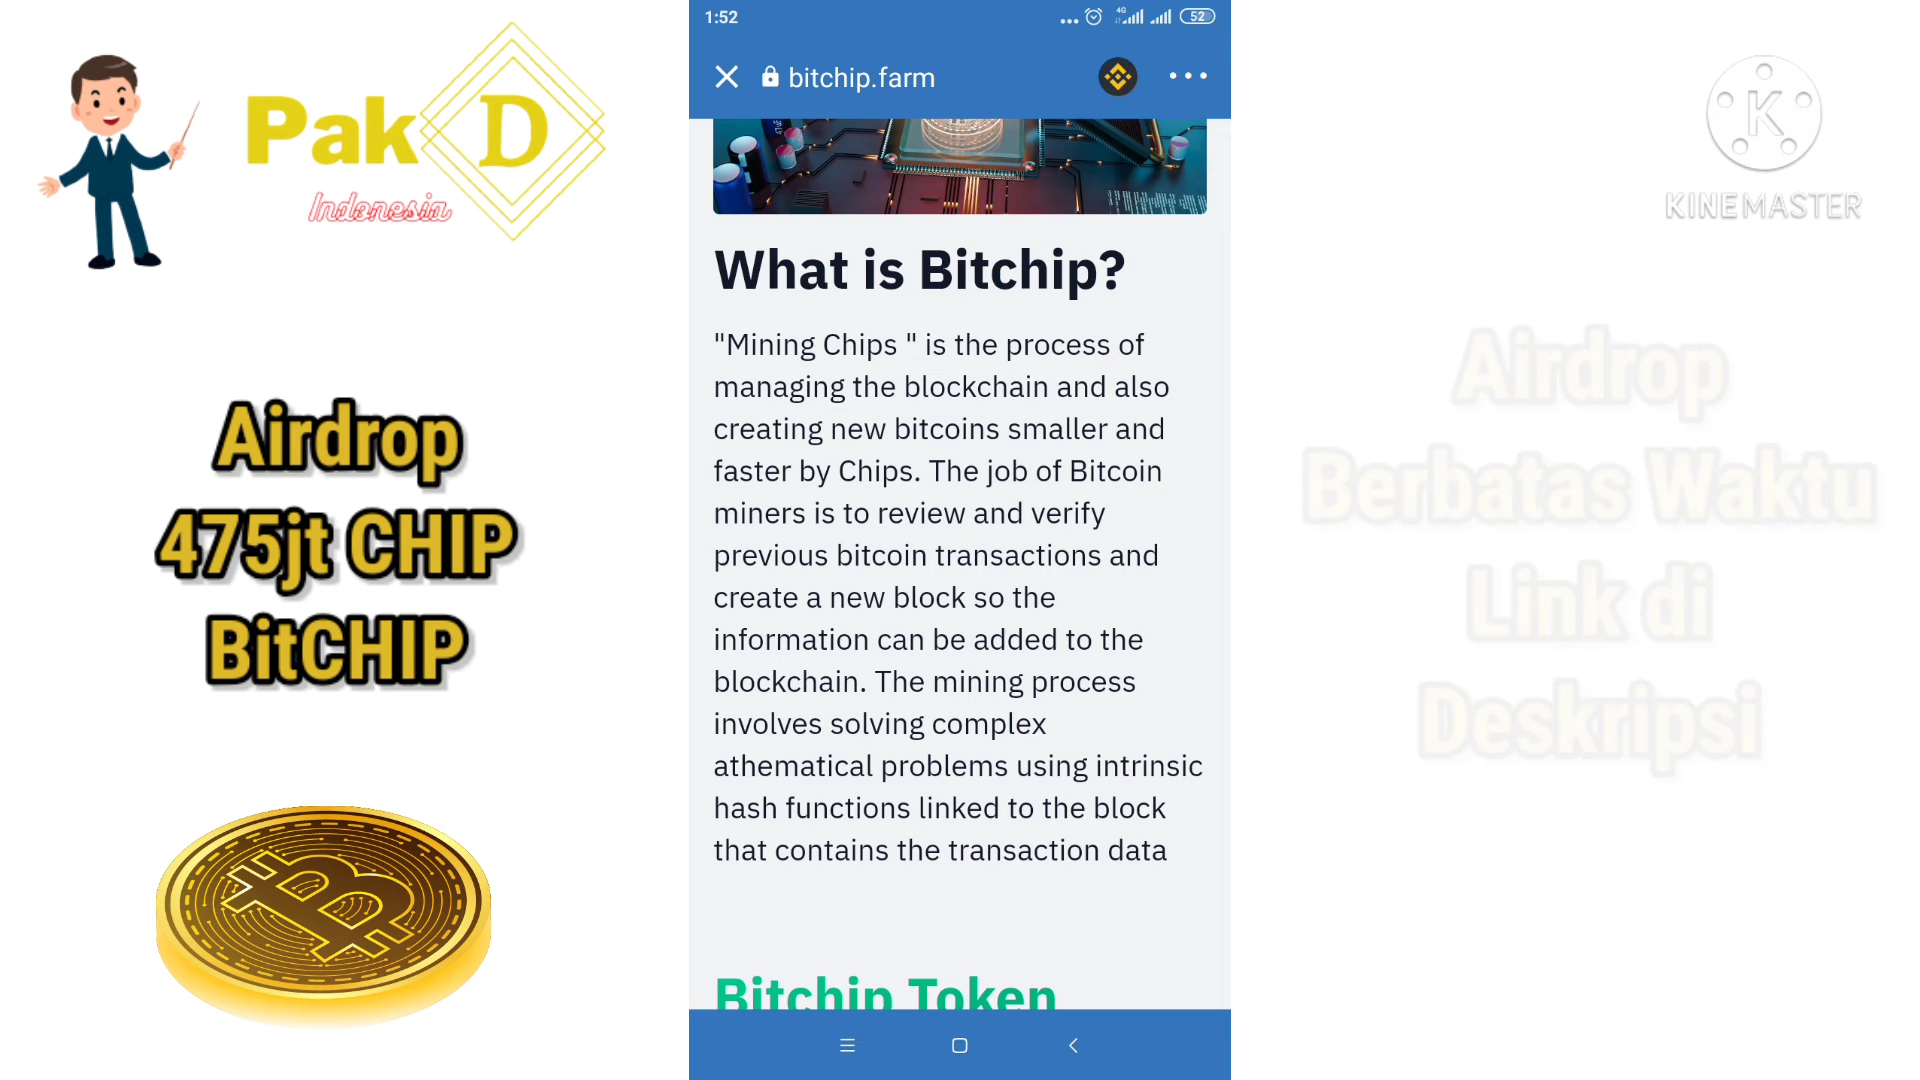 Pak D
Indonesia
Airdrop
475jt CHIP
BitCHIP
1:52
4G
52
bitchip.farm
What is Bitchip?
"Mining Chips " is the process of
managing the blockchain and also
creating new bitcoins smaller and
faster by Chips. The job of Bitcoin
miners is to review and verify
previous bitcoin transactions and
create a new block so the
information can be added to the
blockchain. The mining process
involves solving complex
athematical problems using intrinsic
hash functions linked to the block
that contains the transaction data
Bitchip Token
K
KINEMASTER
Airdrop
Berbatas Waktu
Link di
Deskripsi